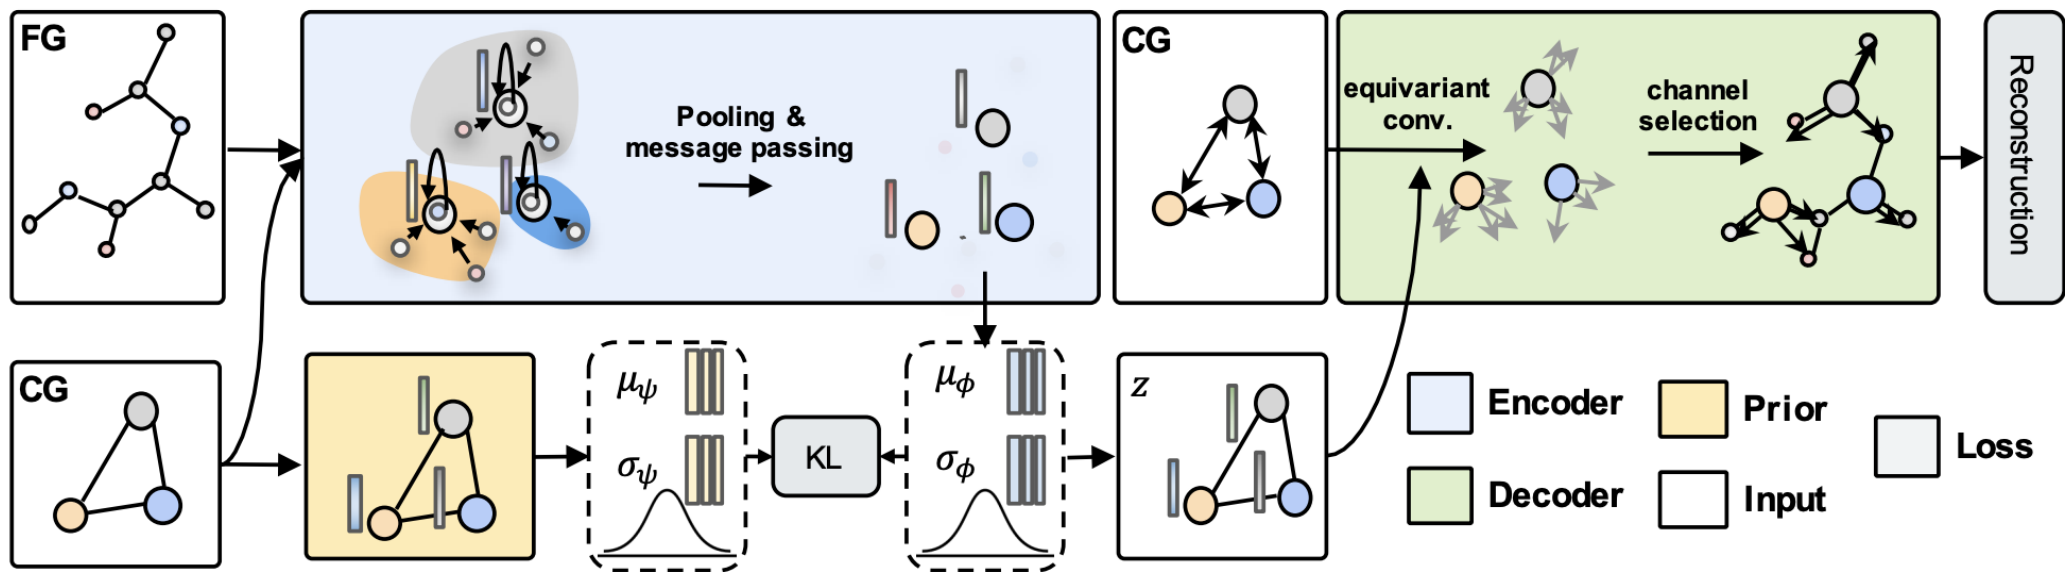 FG
Pooling &
message passing
CG
equivariant
conv.
channel
selection
Reconstruction
CG
μψ
σψ
KL
μϕ
σϕ
z
Encoder
Prior
Loss
Decoder
Input